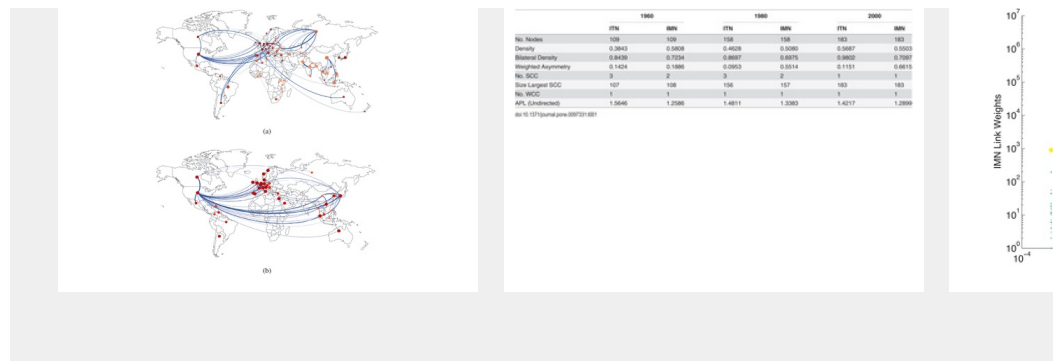 (a)
(b)
1960 1980 2000
ITN IMN ITN IMN ITN IMN
No. Nodes 109 109 158 158 183 183
Density 0.3843 0.5808 0.4628 0.5080 0.5687 0.5503
Bilateral Density 0.8439 0.7234 0.8697 0.6975 0.9802 0.7097
Weighted Asymmetry 0.1424 0.1886 0.0953 0.5514 0.1151 0.6615
No. SCC 3 2 3 2 1 1
Size Largest SCC 107 108 156 157 183 183
No. WCC 1 1 1 1 1 1
APL (Undirected) 1.5646 1.2586 1.4811 1.3383 1.4217 1.2899
doi:10.1371/journal.pone.0097331.t001
IMN Link Weights
10^7
10^6
10^5
10^4
10^3
10^2
10^1
10^0
10^-4